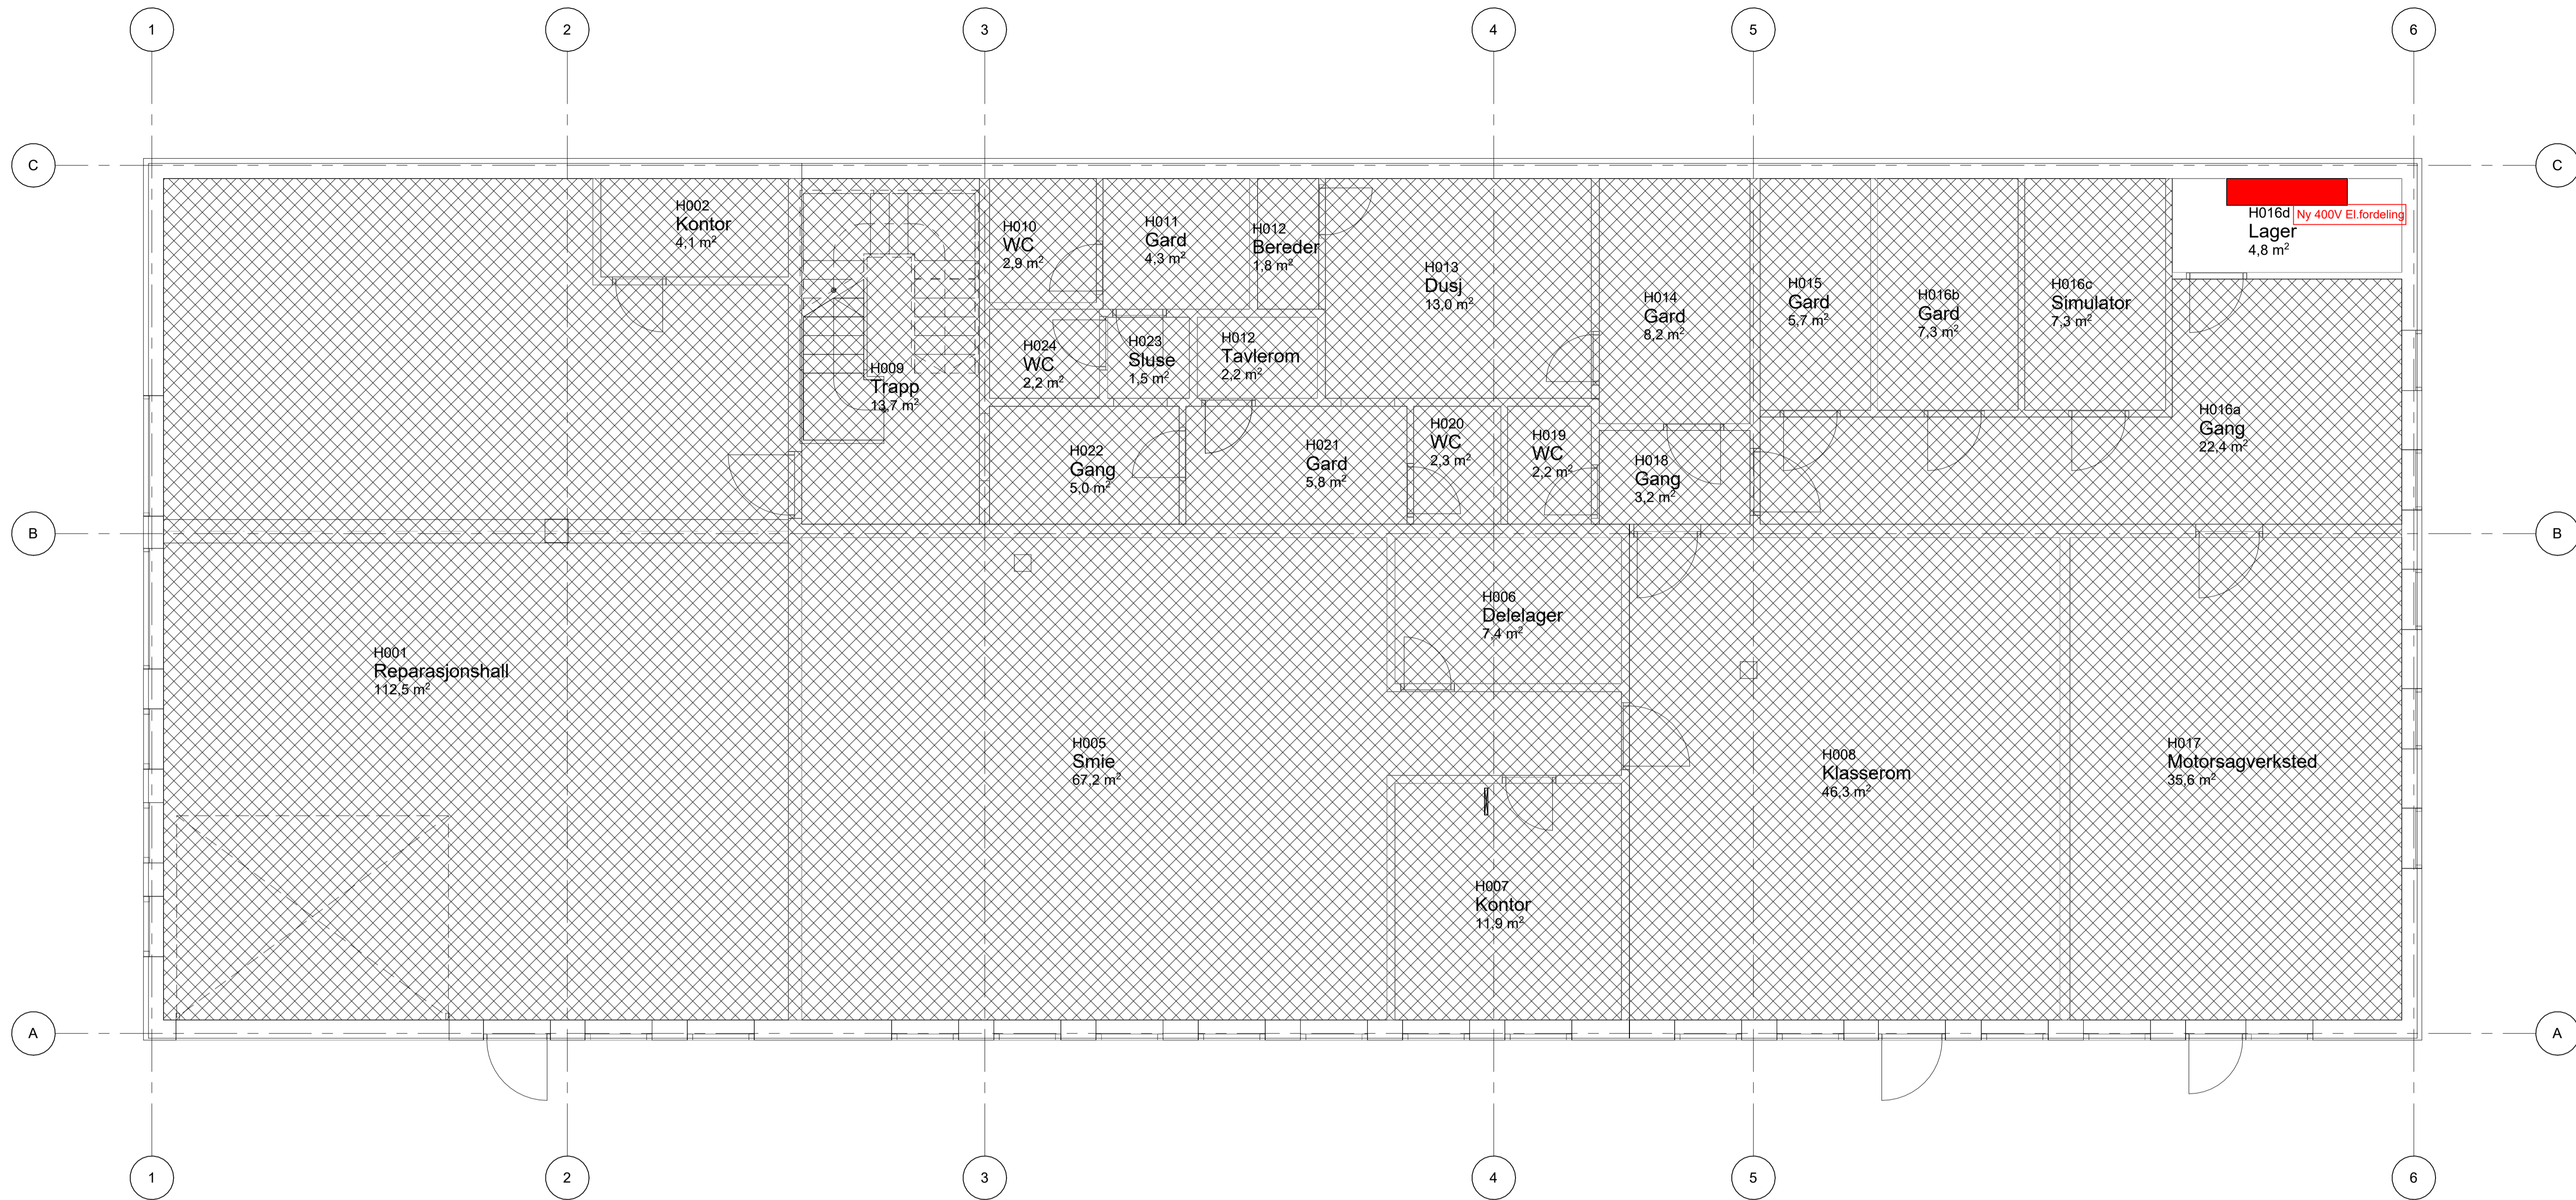 1
2
3
4
5
6
C
C
H002
Kontor
4,1 m²
H010
WC
2,9 m²
H011
Gard
4,3 m²
H012
Bereder
1,8 m²
H013
Dusj
13,0 m²
H014
Gard
8,2 m²
H015
Gard
5,7 m²
H016b
Gard
7,3 m²
H016c
Simulator
7,3 m²
H016d
Lager
4,8 m²
Ny 400V El.fordeling
H009
Trapp
13,7 m²
H024
WC
2,2 m²
H023
Sluse
1,5 m²
H012
Tavlerom
2,2 m²
H016a
Gang
22,4 m²
H022
Gang
5,0 m²
H021
Gard
5,8 m²
H020
WC
2,3 m²
H019
WC
2,2 m²
H018
Gang
3,2 m²
B
B
H006
Delelager
7,4 m²
H001
Reparasjonshall
112,5 m²
H005
Smie
67,2 m²
H008
Klasserom
46,3 m²
H017
Motorsagverksted
35,6 m²
H007
Kontor
11,9 m²
A
A
1
2
3
4
5
6